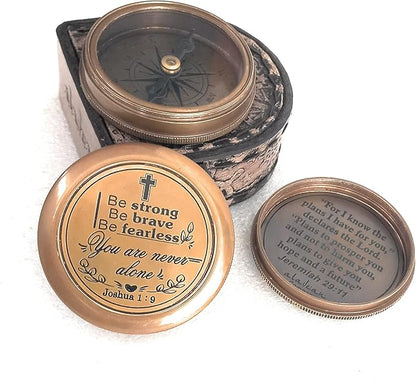 Be strong
Be brave
Be fearless
You are never
alone
Joshua 1:9
"For I know the
plans I have for you,"
declares the Lord,
"plans to prosper you
and not to harm you,
plans to give you
hope and a future"
Jeremiah 29:11